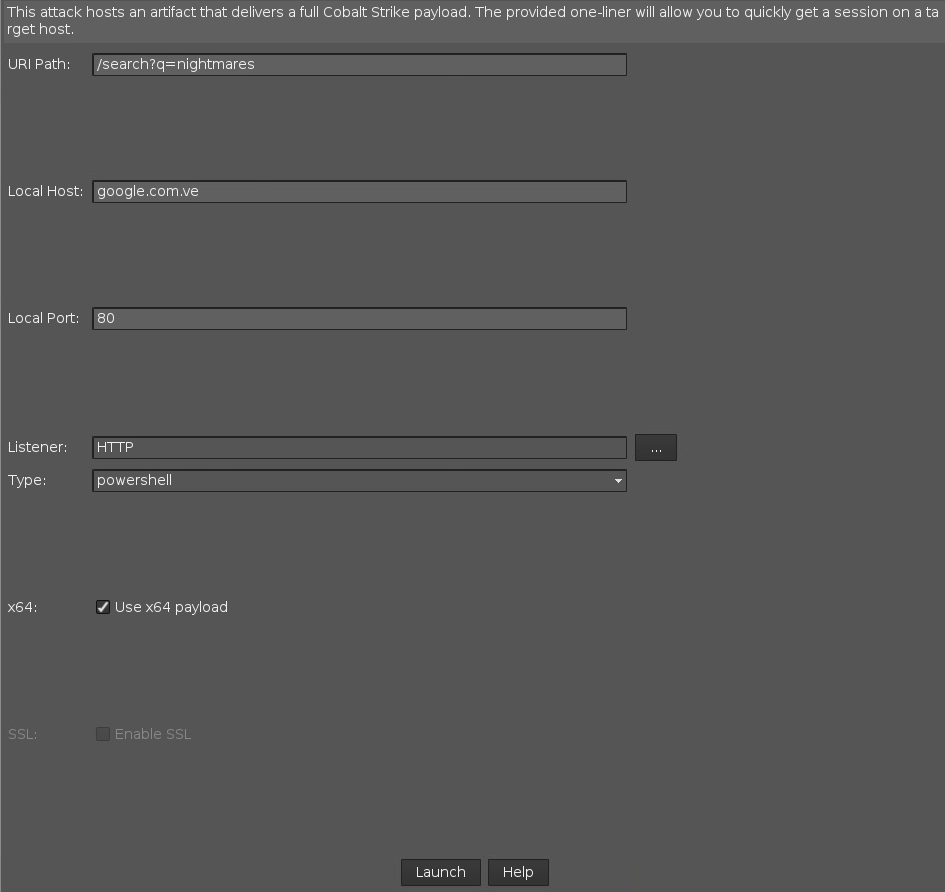 This attack hosts an artifact that delivers a full Cobalt Strike payload. The provided one-liner will allow you to quickly get a session on a ta
rget host.
URI Path: /search?q=nightmares
Local Host: google.com.ve
Local Port: 80
Listener: HTTP ...
Type: powershell
x64: Use x64 payload
SSL: Enable SSL
Launch Help